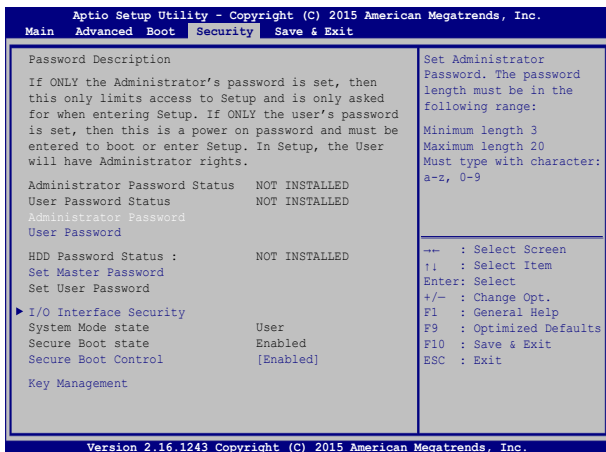 Aptio Setup Utility - Copyright (C) 2015 American Megatrends, Inc.
Main Advanced Boot Security Save & Exit
Password Description
If ONLY the Administrator's password is set, then
this only limits access to Setup and is only asked
for when entering Setup. If ONLY the user's password
is set, then this is a power on password and must be
entered to boot or enter Setup. In Setup, the User
will have Administrator rights.
Administrator Password Status NOT INSTALLED
User Password Status NOT INSTALLED
Administrator Password
User Password
HDD Password Status : NOT INSTALLED
Set Master Password
Set User Password
I/O Interface Security
System Mode state User
Secure Boot state Enabled
Secure Boot Control [Enabled]
Key Management
Set Administrator
Password. The password
length must be in the
following range:
Minimum length 3
Maximum length 20
Must type with character:
a-z, 0-9
→← : Select Screen
↑↓ : Select Item
Enter: Select
+/— : Change Opt.
F1 : General Help
F9 : Optimized Defaults
F10 : Save & Exit
ESC : Exit
Version 2.16.1243 Copyright (C) 2015 American Megatrends, Inc.